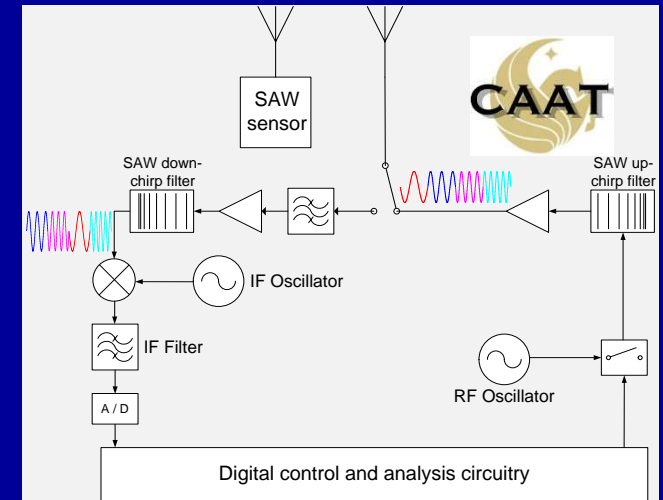 SAW
sensor
CAAT
SAW down-
chirp filter
SAW up-
chirp filter
IF Oscillator
IF Filter
RF Oscillator
A / D
Digital control and analysis circuitry